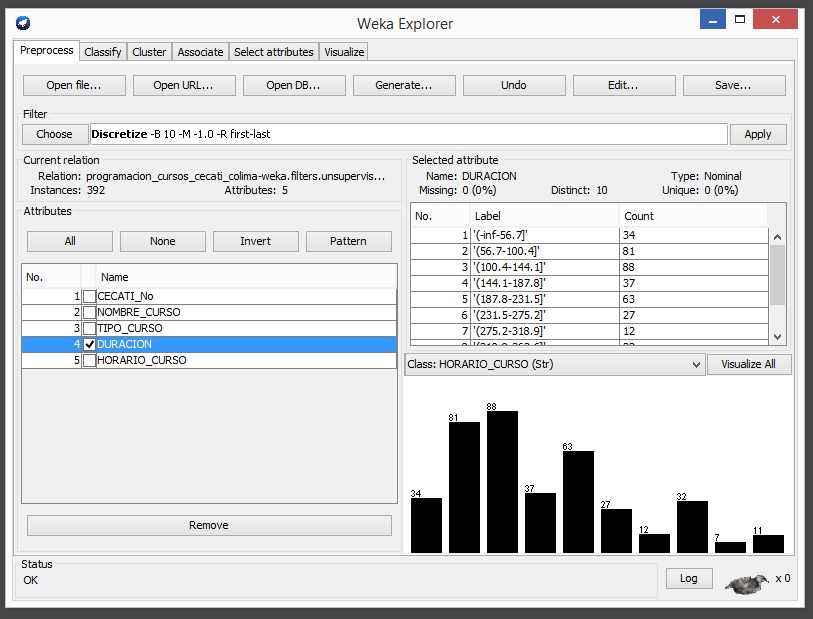 Weka Explorer
Preprocess Classify Cluster Associate Select attributes Visualize
Open file... Open URL... Open DB... Generate... Undo Edit... Save...
Filter
Choose Discretize -B 10 -M -1.0 -R first-last Apply
Current relation
Relation: programacion_cursos_cecati_colima-weka.filters.unsupervis...
Instances: 392 Attributes: 5
Attributes
All None Invert Pattern
No. Name
1 CECATI_No
2 NOMBRE_CURSO
3 TIPO_CURSO
4 DURACION
5 HORARIO_CURSO
Remove
Selected attribute
Name: DURACION Type: Nominal
Missing: 0 (0%) Distinct: 10 Unique: 0 (0%)
No. Label Count
1 '(-inf-56.7]' 34
2 '(56.7-100.4]' 81
3 '(100.4-144.1]' 88
4 '(144.1-187.8]' 37
5 '(187.8-231.5]' 63
6 '(231.5-275.2]' 27
7 '(275.2-318.9]' 12
Class: HORARIO_CURSO (Str) Visualize All
34 81 88 37 63 27 12 32 7 11
Status
OK
Log x 0